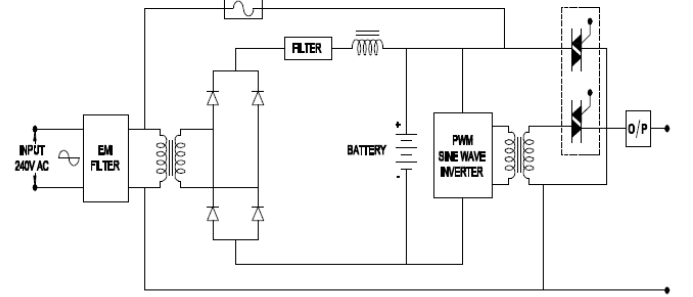 FILTER
INPUT
240V AC
EMI
FILTER
BATTERY
+
-
PWM
SINE WAVE
INVERTER
O/P